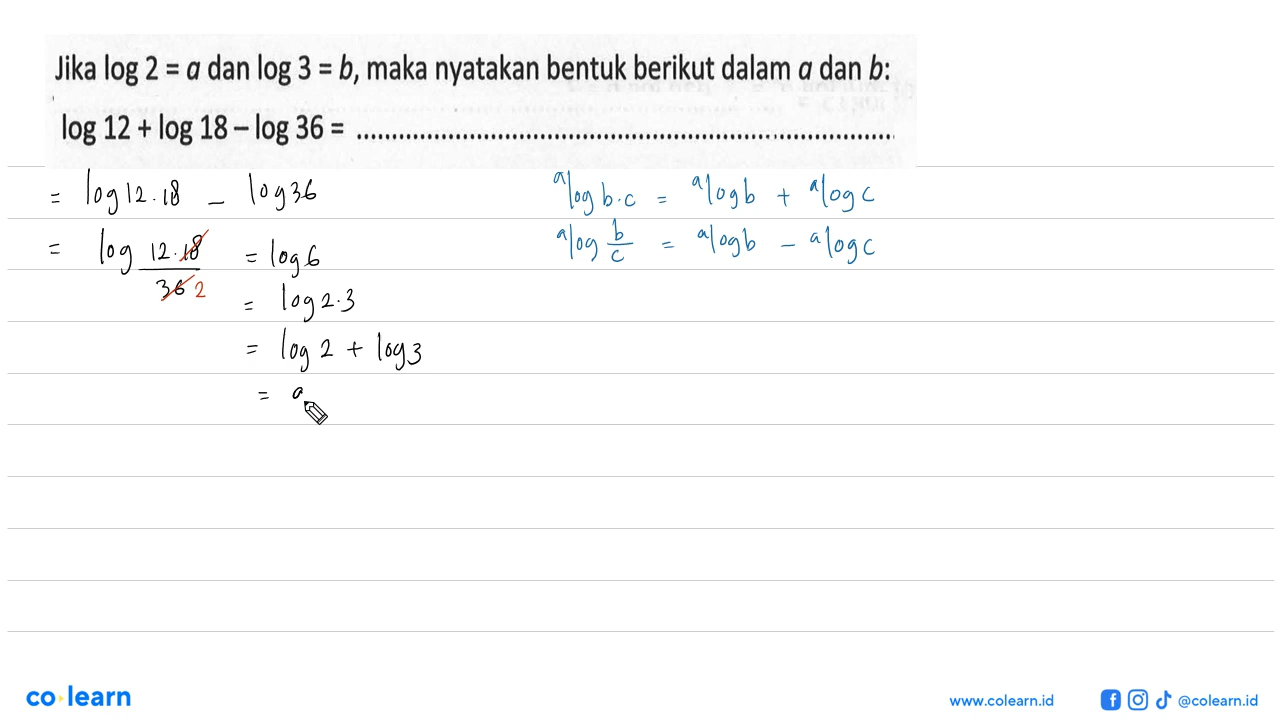 Jika log 2 = a dan log 3 = b, maka nyatakan bentuk berikut dalam a dan b:
log 12 + log 18 – log 36 = ........................................................................
= log 12 · 18 – log 36
= log 12 · 18 / 36 2 = log 6
= log 2 · 3
= log 2 + log 3
= a
ᵃlog b · c = ᵃlog b + ᵃlog c
ᵃlog b/c = ᵃlog b – ᵃlog c
co learn
www.colearn.id @colearn.id